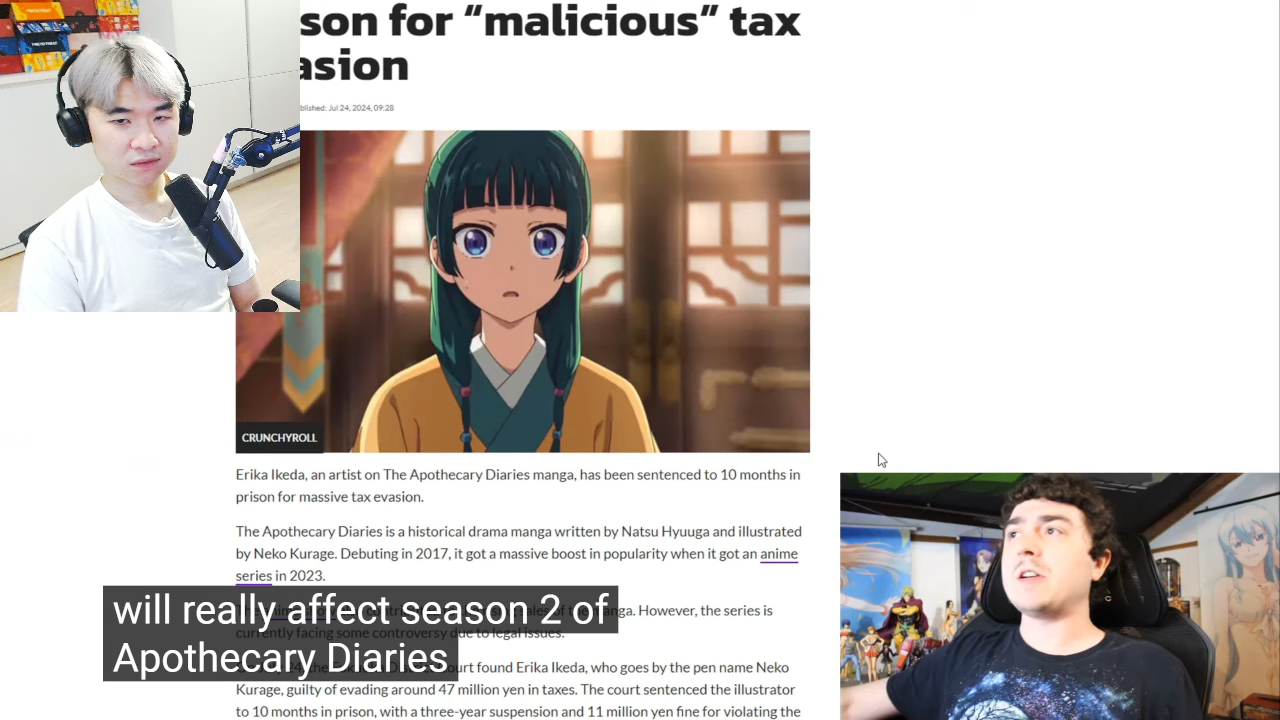 son for “malicious” tax
asion
blished: Jul 24, 2024, 09:28
CRUNCHYROLL
Erika Ikeda, an artist on The Apothecary Diaries manga, has been sentenced to 10 months in
prison for massive tax evasion.
The Apothecary Diaries is a historical drama manga written by Natsu Hyuuga and illustrated
by Neko Kurage. Debuting in 2017, it got a massive boost in popularity when it got an anime
series in 2023.
manga. However, the series is
currently facing some controversy due to legal issues.
will really affect season 2 of
Apothecary Diaries
court found Erika Ikeda, who goes by the pen name Neko
Kurage, guilty of evading around 47 million yen in taxes. The court sentenced the illustrator
to 10 months in prison, with a three-year suspension and 11 million yen fine for violating the